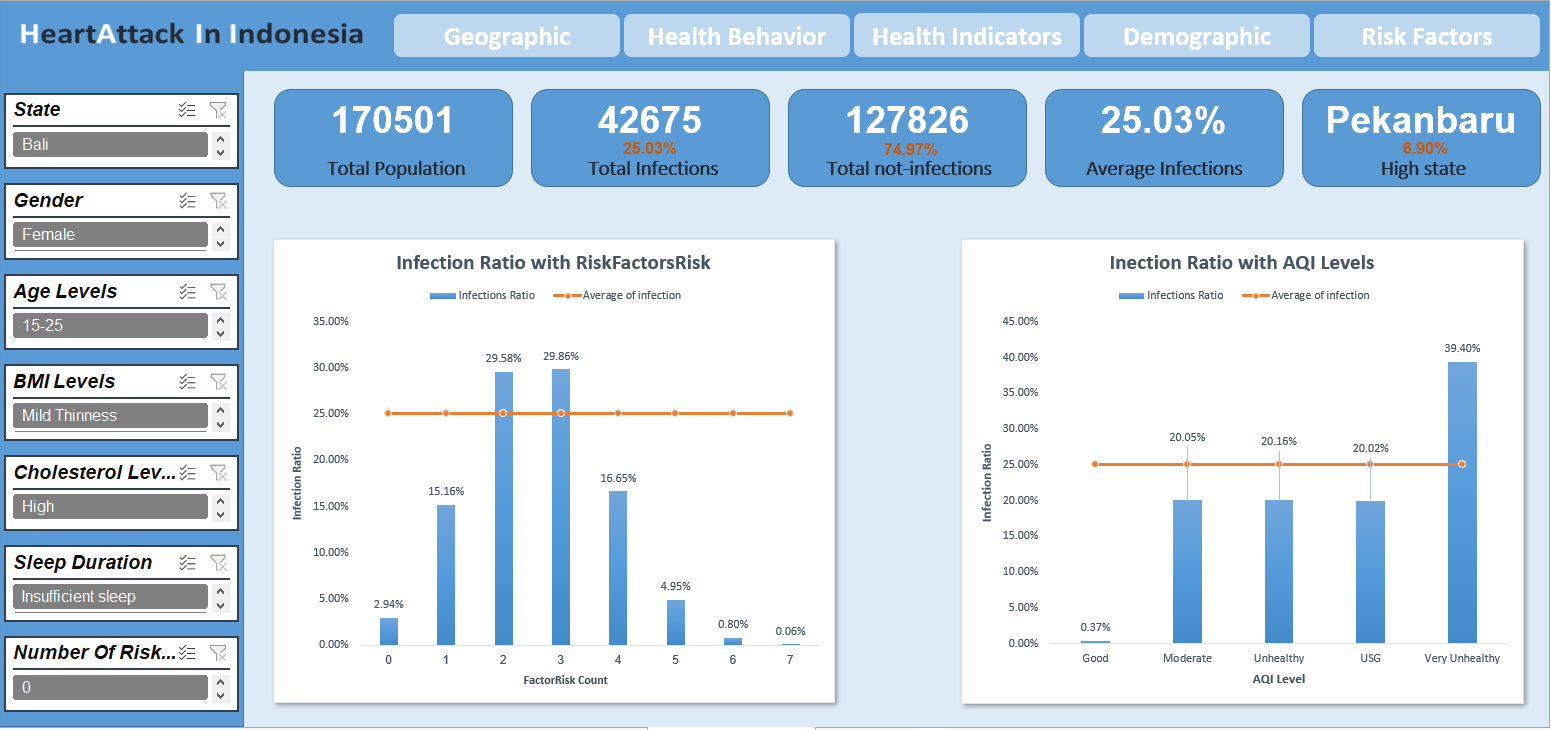 HeartAttack In Indonesia
Geographic
Health Behavior
Health Indicators
Demographic
Risk Factors
State
Bali
Gender
Female
Age Levels
15-25
BMI Levels
Mild Thinness
Cholesterol Lev...
High
Sleep Duration
Insufficient sleep
Number Of Risk...
0
170501
Total Population
42675
25.03%
Total Infections
127826
74.97%
Total not-infections
25.03%
Average Infections
Pekanbaru
6.90%
High state
Infection Ratio with RiskFactorsRisk
Infections Ratio
Average of infection
Infection Ratio
35.00%
30.00%
25.00%
20.00%
15.00%
10.00%
5.00%
0.00%
2.94%
15.16%
29.58%
29.86%
16.65%
4.95%
0.80%
0.06%
0 1 2 3 4 5 6 7
FactorRisk Count
Inection Ratio with AQI Levels
Infections Ratio
Average of infection
Infection Ratio
45.00%
40.00%
35.00%
30.00%
25.00%
20.00%
15.00%
10.00%
5.00%
0.00%
0.37%
20.05%
20.16%
20.02%
39.40%
Good Moderate Unhealthy USG Very Unhealthy
AQI Level